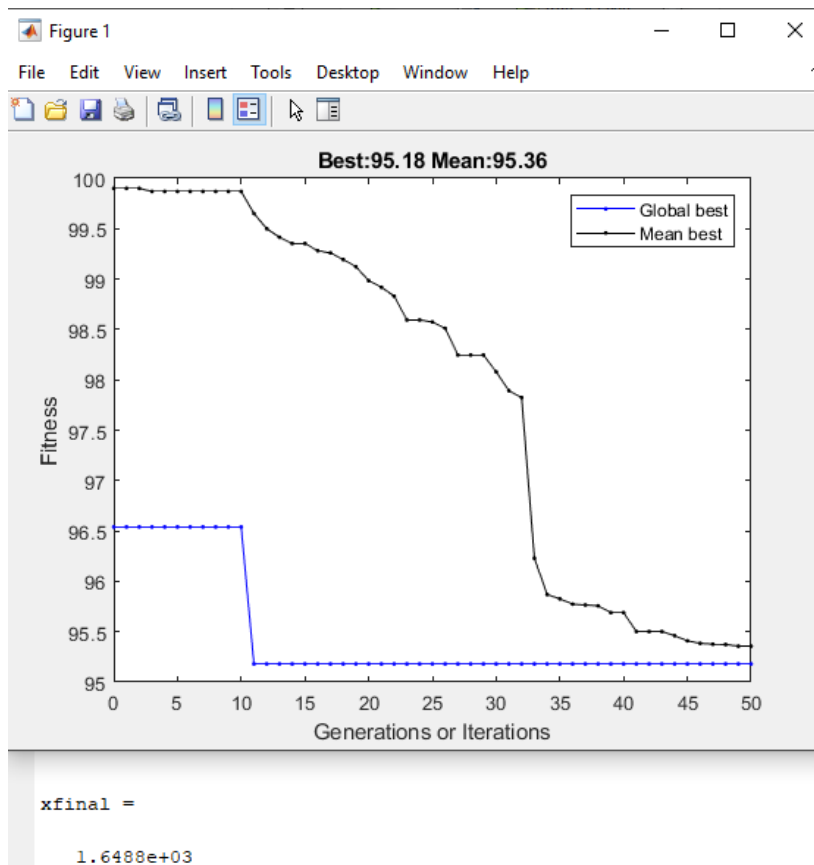 Figure 1
File Edit View Insert Tools Desktop Window Help
Best:95.18 Mean:95.36
100
99.5
99
98.5
98
97.5
97
96.5
96
95.5
95
Fitness
Global best
Mean best
0 5 10 15 20 25 30 35 40 45 50
Generations or Iterations
xfinal =
1.6488e+03